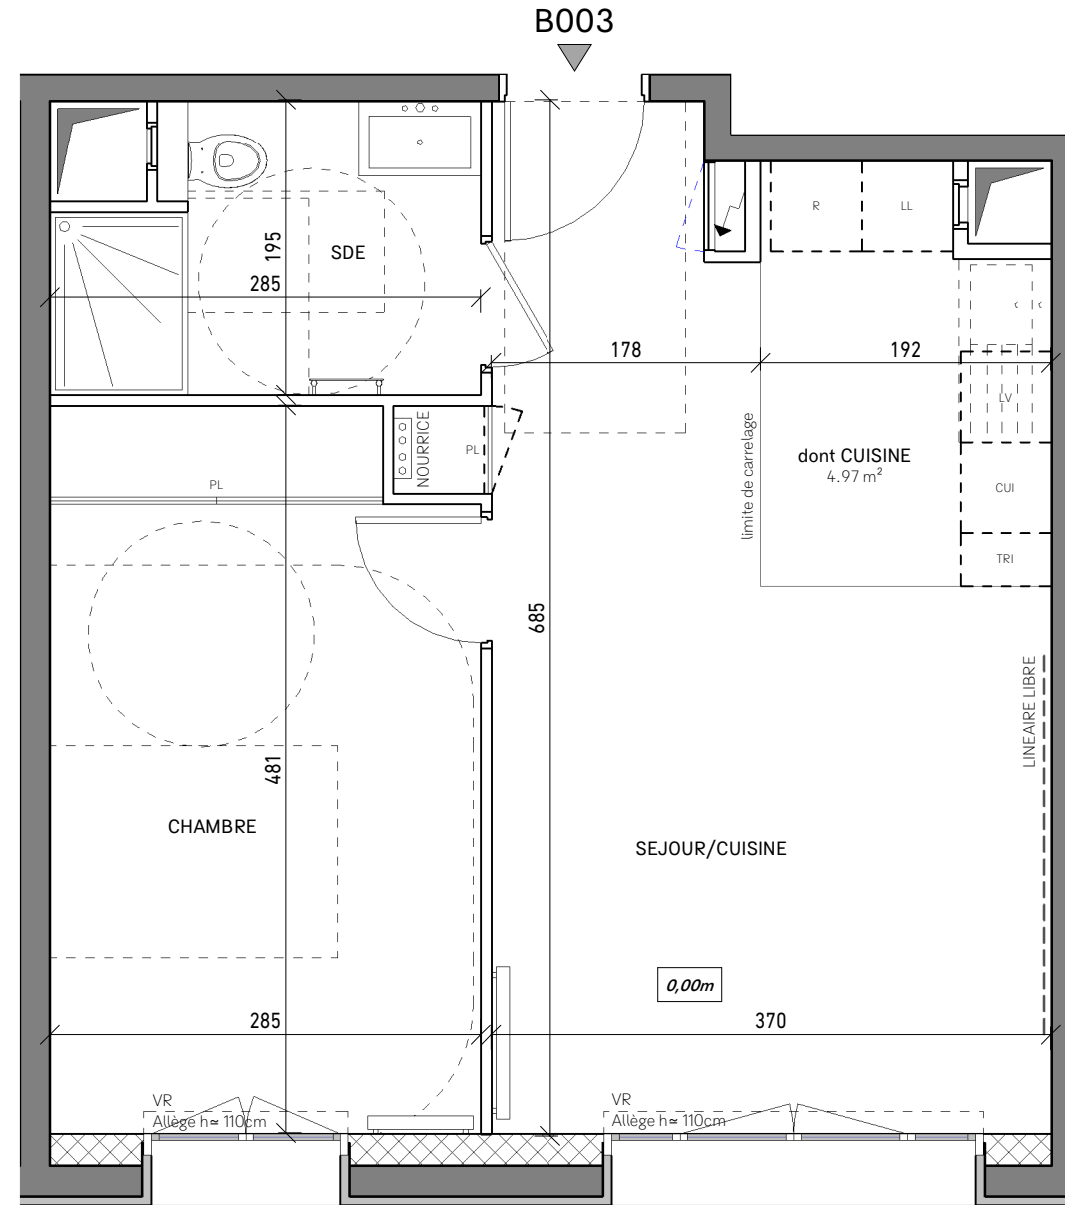 B003
R
LL
195
SDE
285
178
192
LV
limite de carrelage
dont CUISINE
4.97 m²
NOURRICE
PL
PL
CUI
TRI
685
LINEAIRE LIBRE
481
CHAMBRE
SEJOUR/CUISINE
0,00m
285
370
VR
Allège h≃ 110cm
VR
Allège h≃ 110cm